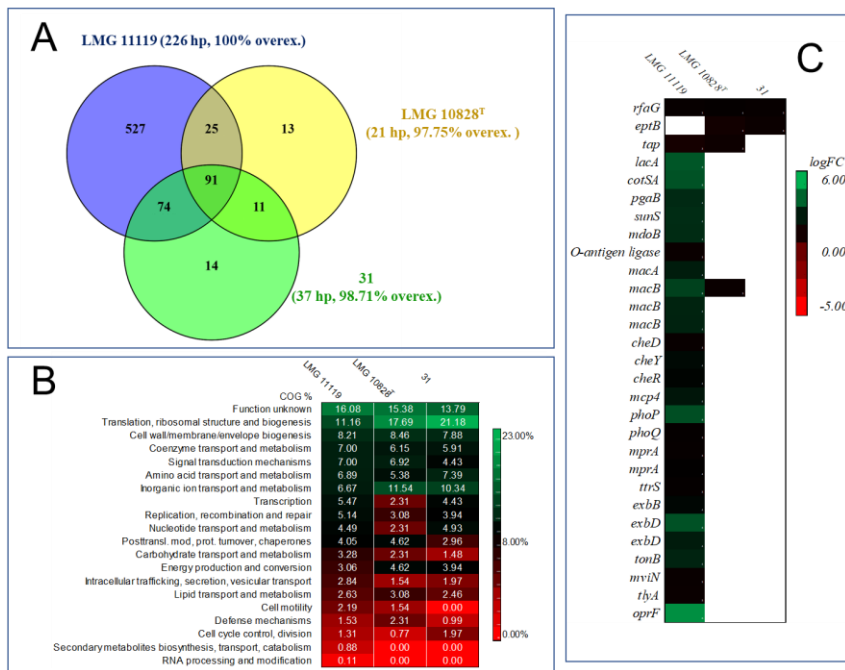 A
LMG 11119 (226 hp, 100% overex.)
LMG 10828T
(21 hp, 97.75% overex. )
527
25
13
91
74
11
14
31
(37 hp, 98.71% overex.)
B
LMG 11119
LMG 10828T
31
COG %
Function unknown 16.08 15.38 13.79
Translation, ribosomal structure and biogenesis 11.16 17.69 21.18
Cell wall/membrane/envelope biogenesis 8.21 8.46 7.88
Coenzyme transport and metabolism 7.00 6.15 5.91
Signal transduction mechanisms 7.00 6.92 4.43
Amino acid transport and metabolism 6.89 5.38 7.39
Inorganic ion transport and metabolism 6.67 11.54 10.34
Transcription 5.47 2.31 4.43
Replication, recombination and repair 5.14 3.08 3.94
Nucleotide transport and metabolism 4.49 2.31 4.93
Posttransl. mod, prot. turnover, chaperones 4.05 4.62 2.96
Carbohydrate transport and metabolism 3.28 2.31 1.48
Energy production and conversion 3.06 4.62 3.94
Intracellular trafficking, secretion, vesicular transport 2.84 1.54 1.97
Lipid transport and metabolism 2.63 3.08 2.46
Cell motility 2.19 1.54 0.00
Defense mechanisms 1.53 2.31 0.99
Cell cycle control, division 1.31 0.77 1.97
Secondary metabolites biosynthesis, transport, catabolism 0.88 0.00 0.00
RNA processing and modification 0.11 0.00 0.00
23.00%
8.00%
0.00%
C
LMG 11119
LMG 10828T
31
rfaG
eptB
tap
lacA
cotSA
pgaB
sunS
mdoB
O-antigen ligase
macA
macB
macB
macB
cheD
cheY
cheR
mcp4
phoP
phoQ
mprA
mprA
ttrS
exbB
exbD
exbD
tonB
mviN
tlyA
oprF
logFC
6.00
0.00
-5.00